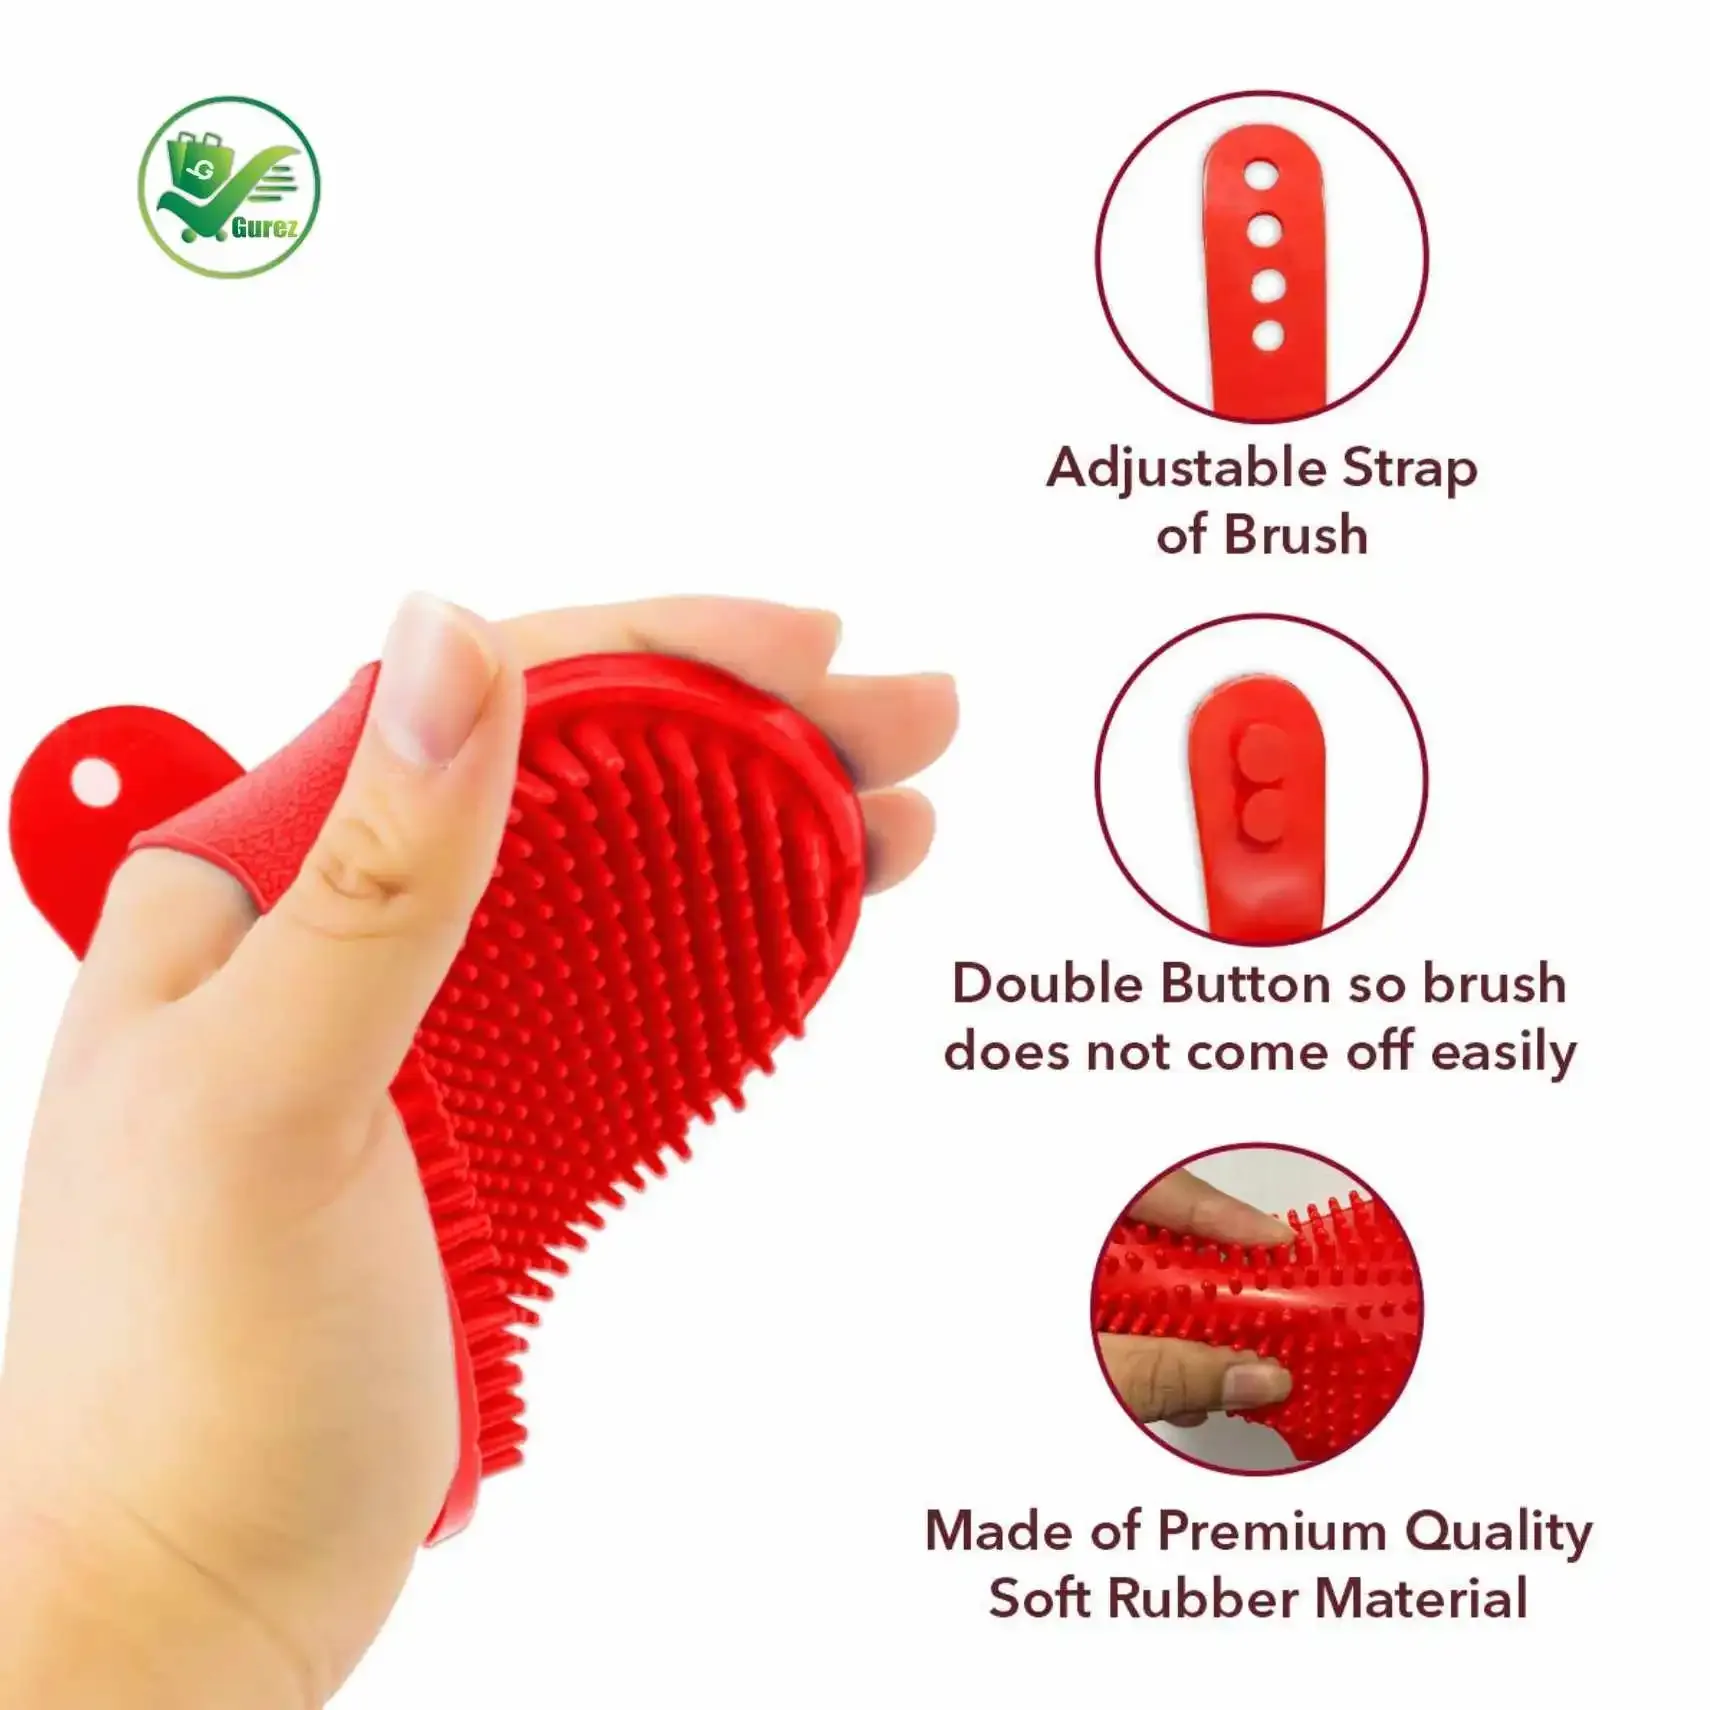 Gurez
Adjustable Strap
of Brush
Double Button so brush
does not come off easily
Made of Premium Quality
Soft Rubber Material